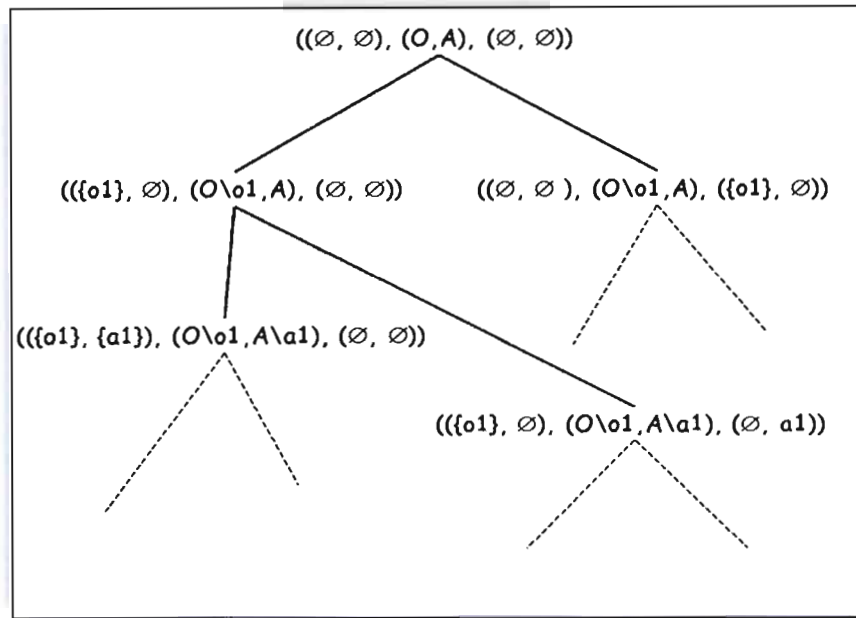 ((∅, ∅), (O,A), (∅, ∅))
(({o1}, ∅), (O\o1,A), (∅, ∅)) ((∅, ∅ ), (O\o1,A), ({o1}, ∅))
(({o1}, {a1}), (O\o1,A\a1), (∅, ∅))
(({o1}, ∅), (O\o1,A\a1), (∅, a1))